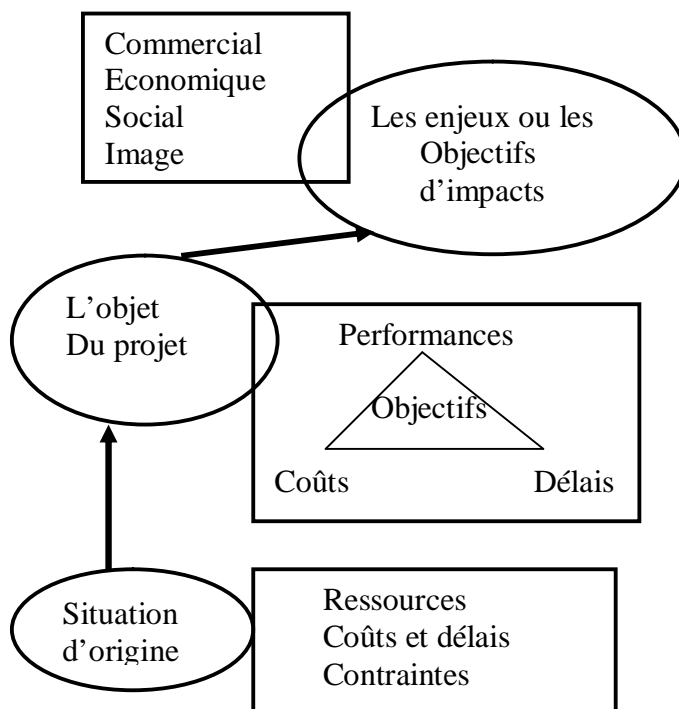 Commercial
Economique
Social
Image
Les enjeux ou les
Objectifs
d'impacts
L'objet
Du projet
Performances
Objectifs
Coûts Délais
Situation
d'origine
Ressources
Coûts et délais
Contraintes